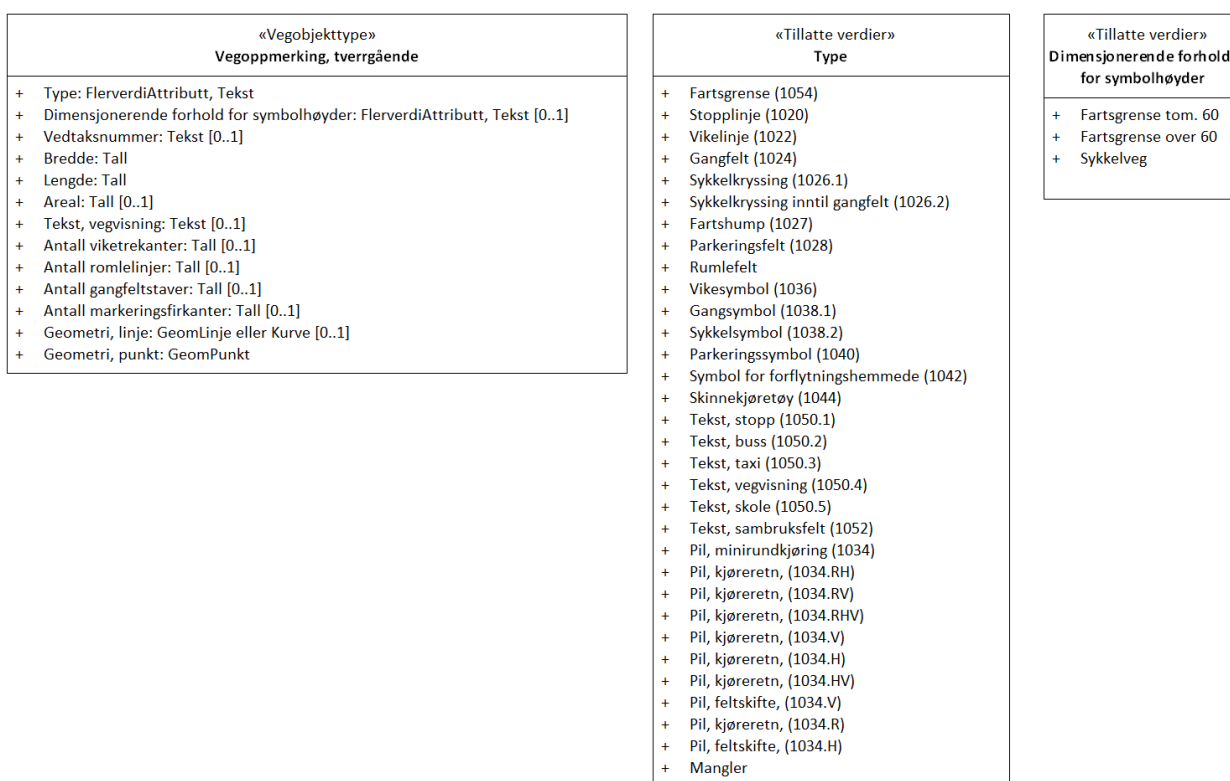 «Vegobjekttype»
Vegoppmerking, tverrgående
+ Type: FlerverdiAttributt, Tekst
+ Dimensjonerende forhold for symbolhøyder: FlerverdiAttributt, Tekst [0..1]
+ Vedtaksnummer: Tekst [0..1]
+ Bredde: Tall
+ Lengde: Tall
+ Areal: Tall [0..1]
+ Tekst, vegvisning: Tekst [0..1]
+ Antall viketrekanter: Tall [0..1]
+ Antall romlelinjer: Tall [0..1]
+ Antall gangfeltstaver: Tall [0..1]
+ Antall markeringsfirkanter: Tall [0..1]
+ Geometri, linje: GeomLinje eller Kurve [0..1]
+ Geometri, punkt: GeomPunkt
«Tillatte verdier»
Type
+ Fartsgrense (1054)
+ Stopplinje (1020)
+ Vikelinje (1022)
+ Gangfelt (1024)
+ Sykkelkryssing (1026.1)
+ Sykkelkryssing inntil gangfelt (1026.2)
+ Fartshump (1027)
+ Parkeringsfelt (1028)
+ Rumlefelt
+ Vikesymbol (1036)
+ Gangsymbol (1038.1)
+ Sykkelsymbol (1038.2)
+ Parkeringssymbol (1040)
+ Symbol for forflytningshemmede (1042)
+ Skinnekjøretøy (1044)
+ Tekst, stopp (1050.1)
+ Tekst, buss (1050.2)
+ Tekst, taxi (1050.3)
+ Tekst, vegvisning (1050.4)
+ Tekst, skole (1050.5)
+ Tekst, sambruksfelt (1052)
+ Pil, minirundkjøring (1034)
+ Pil, kjøreretn, (1034.RH)
+ Pil, kjøreretn, (1034.RV)
+ Pil, kjøreretn, (1034.RHV)
+ Pil, kjøreretn, (1034.V)
+ Pil, kjøreretn, (1034.H)
+ Pil, kjøreretn, (1034.HV)
+ Pil, feltskifte, (1034.V)
+ Pil, kjøreretn, (1034.R)
+ Pil, feltskifte, (1034.H)
+ Mangler
«Tillatte verdier»
Dimensjonerende forhold
for symbolhøyder
+ Fartsgrense tom. 60
+ Fartsgrense over 60
+ Sykkelveg